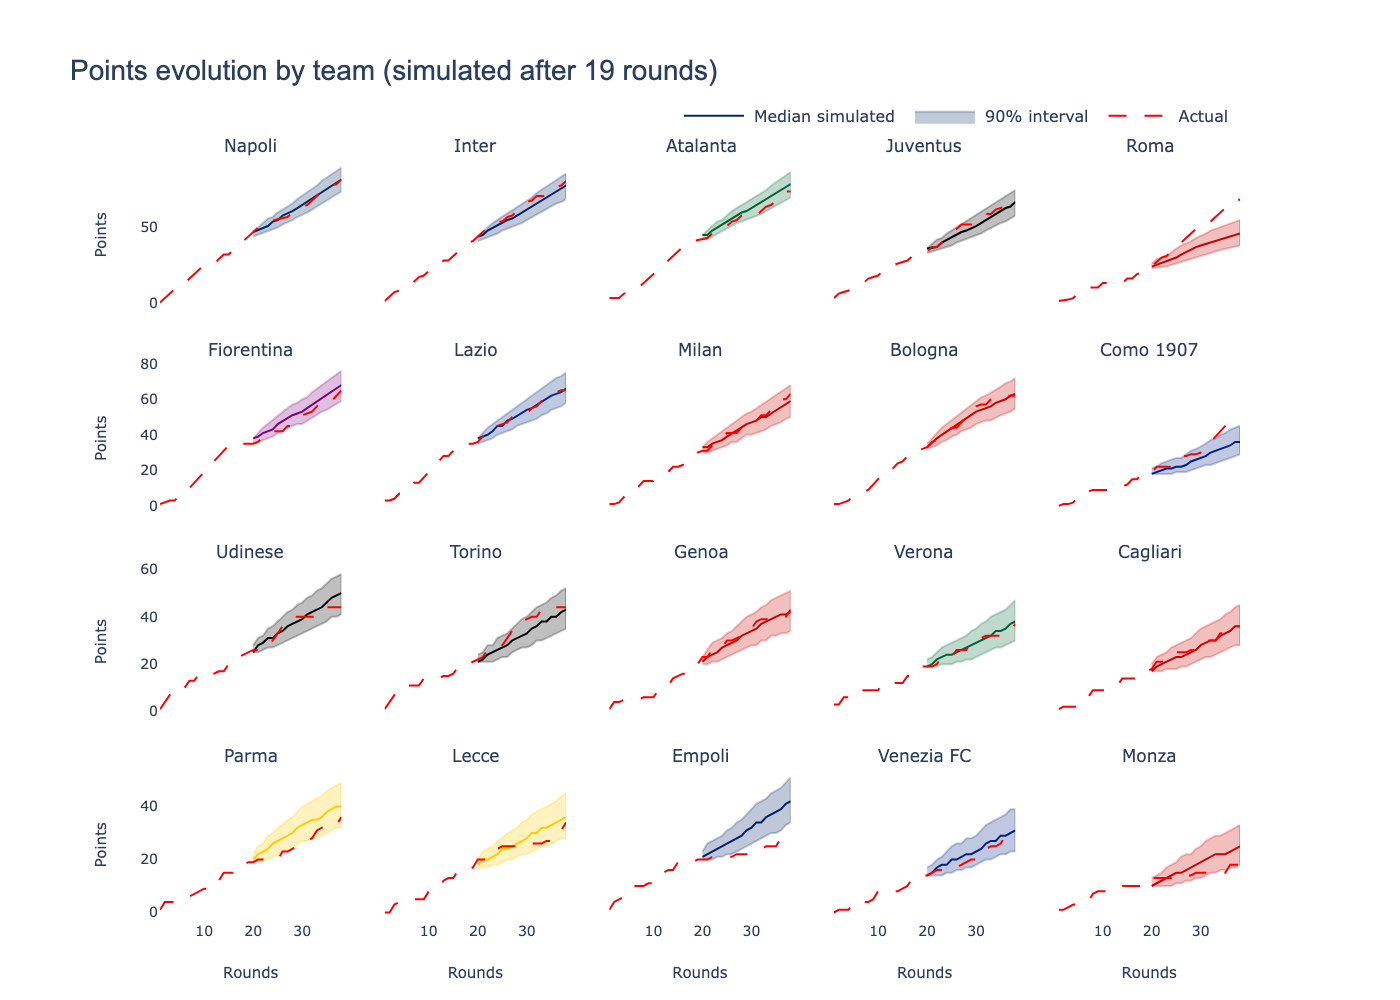 Points evolution by team (simulated after 19 rounds)
Median simulated 90% interval Actual
Napoli Inter Atalanta Juventus Roma
Points
50
0
Fiorentina Lazio Milan Bologna Como 1907
Points
80
60
40
20
0
Udinese Torino Genoa Verona Cagliari
Points
60
40
20
0
Parma Lecce Empoli Venezia FC Monza
Points
40
20
0
10 20 30 10 20 30 10 20 30 10 20 30 10 20 30
Rounds Rounds Rounds Rounds Rounds